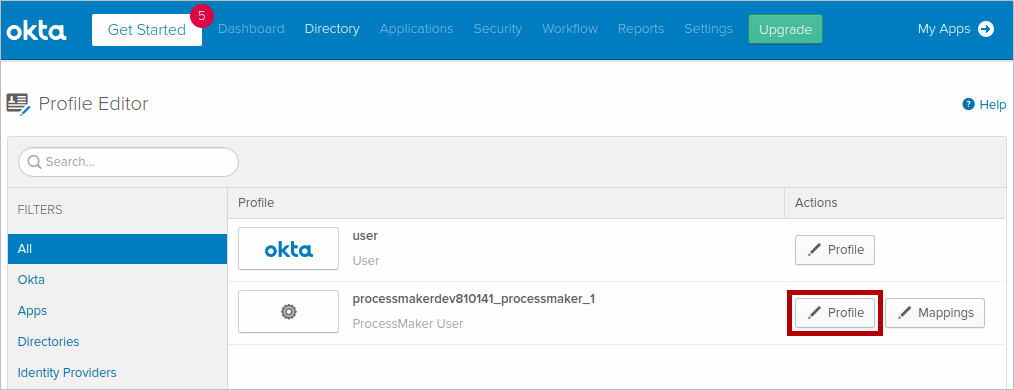 okta Get Started 5 Dashboard Directory Applications Security Workflow Reports Settings Upgrade My Apps
Profile Editor Help
Search...
FILTERS Profile Actions
All
okta user Profile
User
Okta
Apps
processmakerdev810141_processmaker_1 Profile Mappings
ProcessMaker User
Directories
Identity Providers